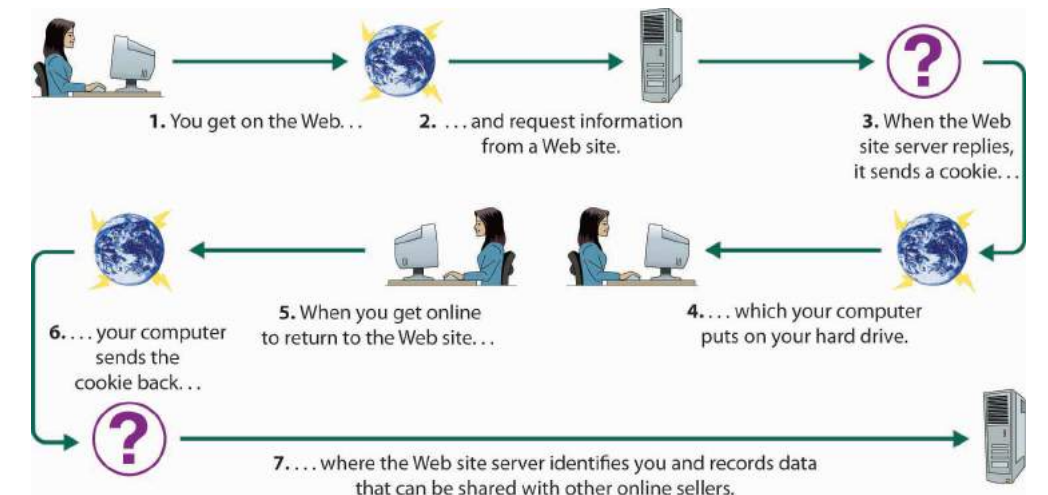 ?
1. You get on the Web. . .
2. . . . and request information
from a Web site.
3. When the Web
site server replies,
it sends a cookie. . .
4. . . . which your computer
puts on your hard drive.
5. When you get online
to return to the Web site. . .
6. . . . your computer
sends the
cookie back. . .
?
7. . . . where the Web site server identifies you and records data
that can be shared with other online sellers.